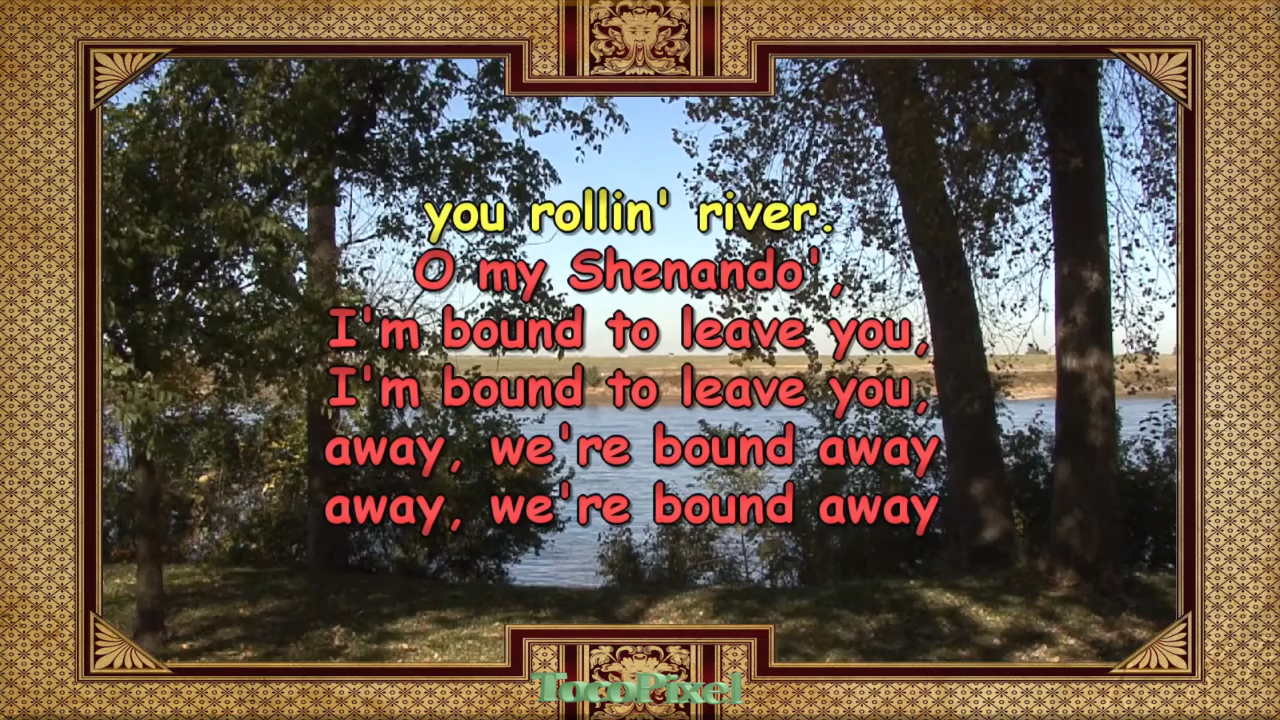 you rollin' river.
O my Shenando',
I'm bound to leave you,
I'm bound to leave you,
away, we're bound away
away, we're bound away
TacoPixel